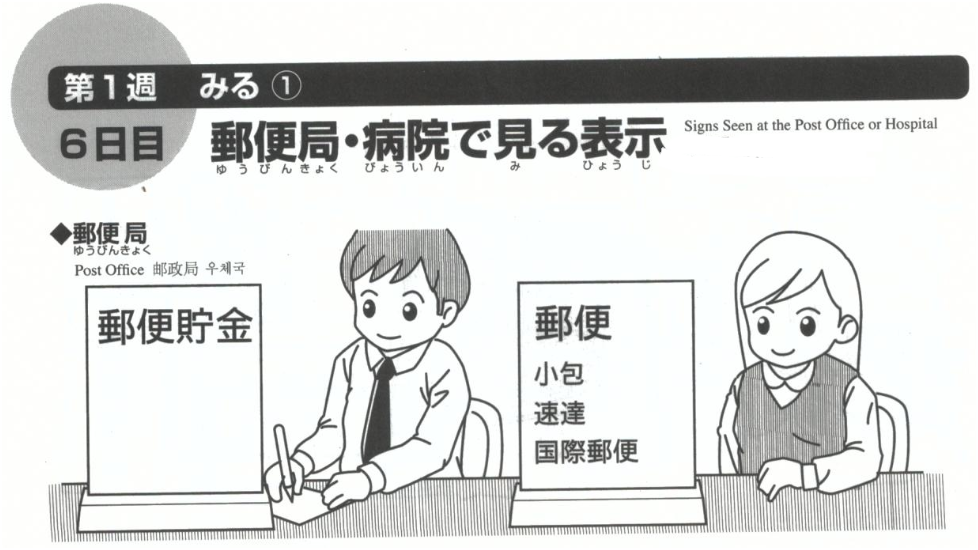 第1週　みる ①
6日目
郵便局・病院で見る表示
ゆうびんきょく　びょういん　み　ひょうじ
Signs Seen at the Post Office or Hospital
◆郵便局
ゆうびんきょく
Post Office 邮政局 우체국
郵便貯金
郵便
小包
速達
国際郵便